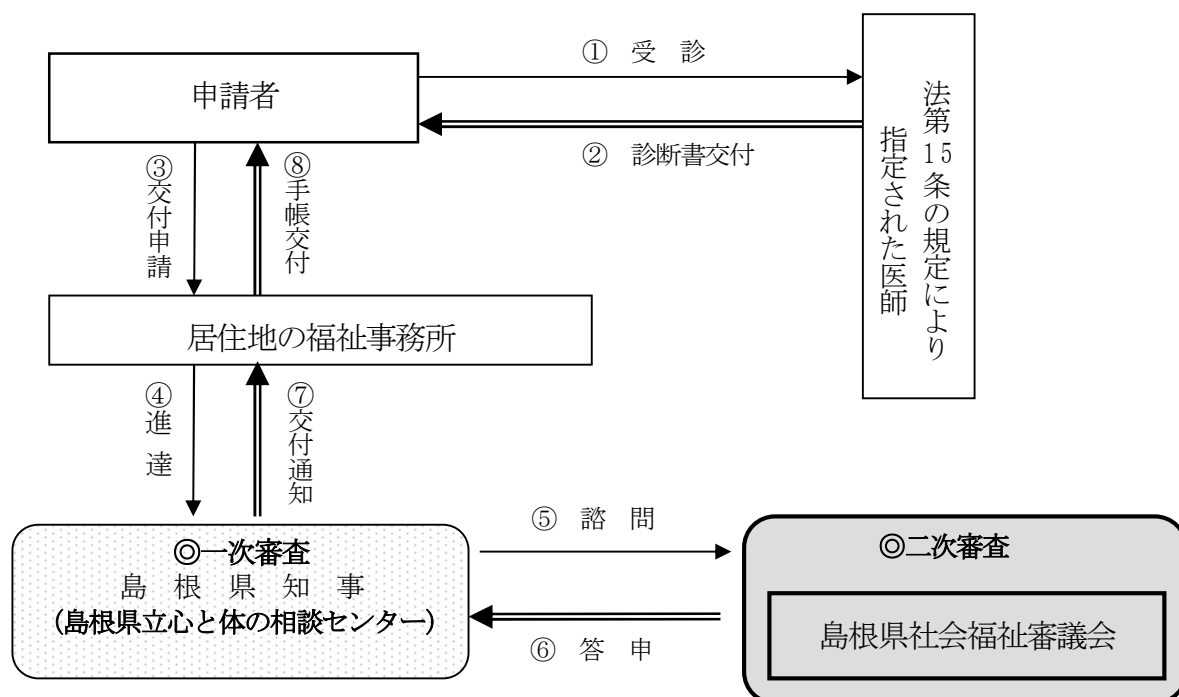 ① 受 診
申請者
② 診断書交付
法第15条の規定により
指定された医師
③交付申請
⑧手帳交付
居住地の福祉事務所
④進 達
⑦交付通知
◎一次審査
島 根 県 知 事
(島根県立心と体の相談センター)
⑤ 諮 問
⑥ 答 申
◎二次審査
島根県社会福祉審議会